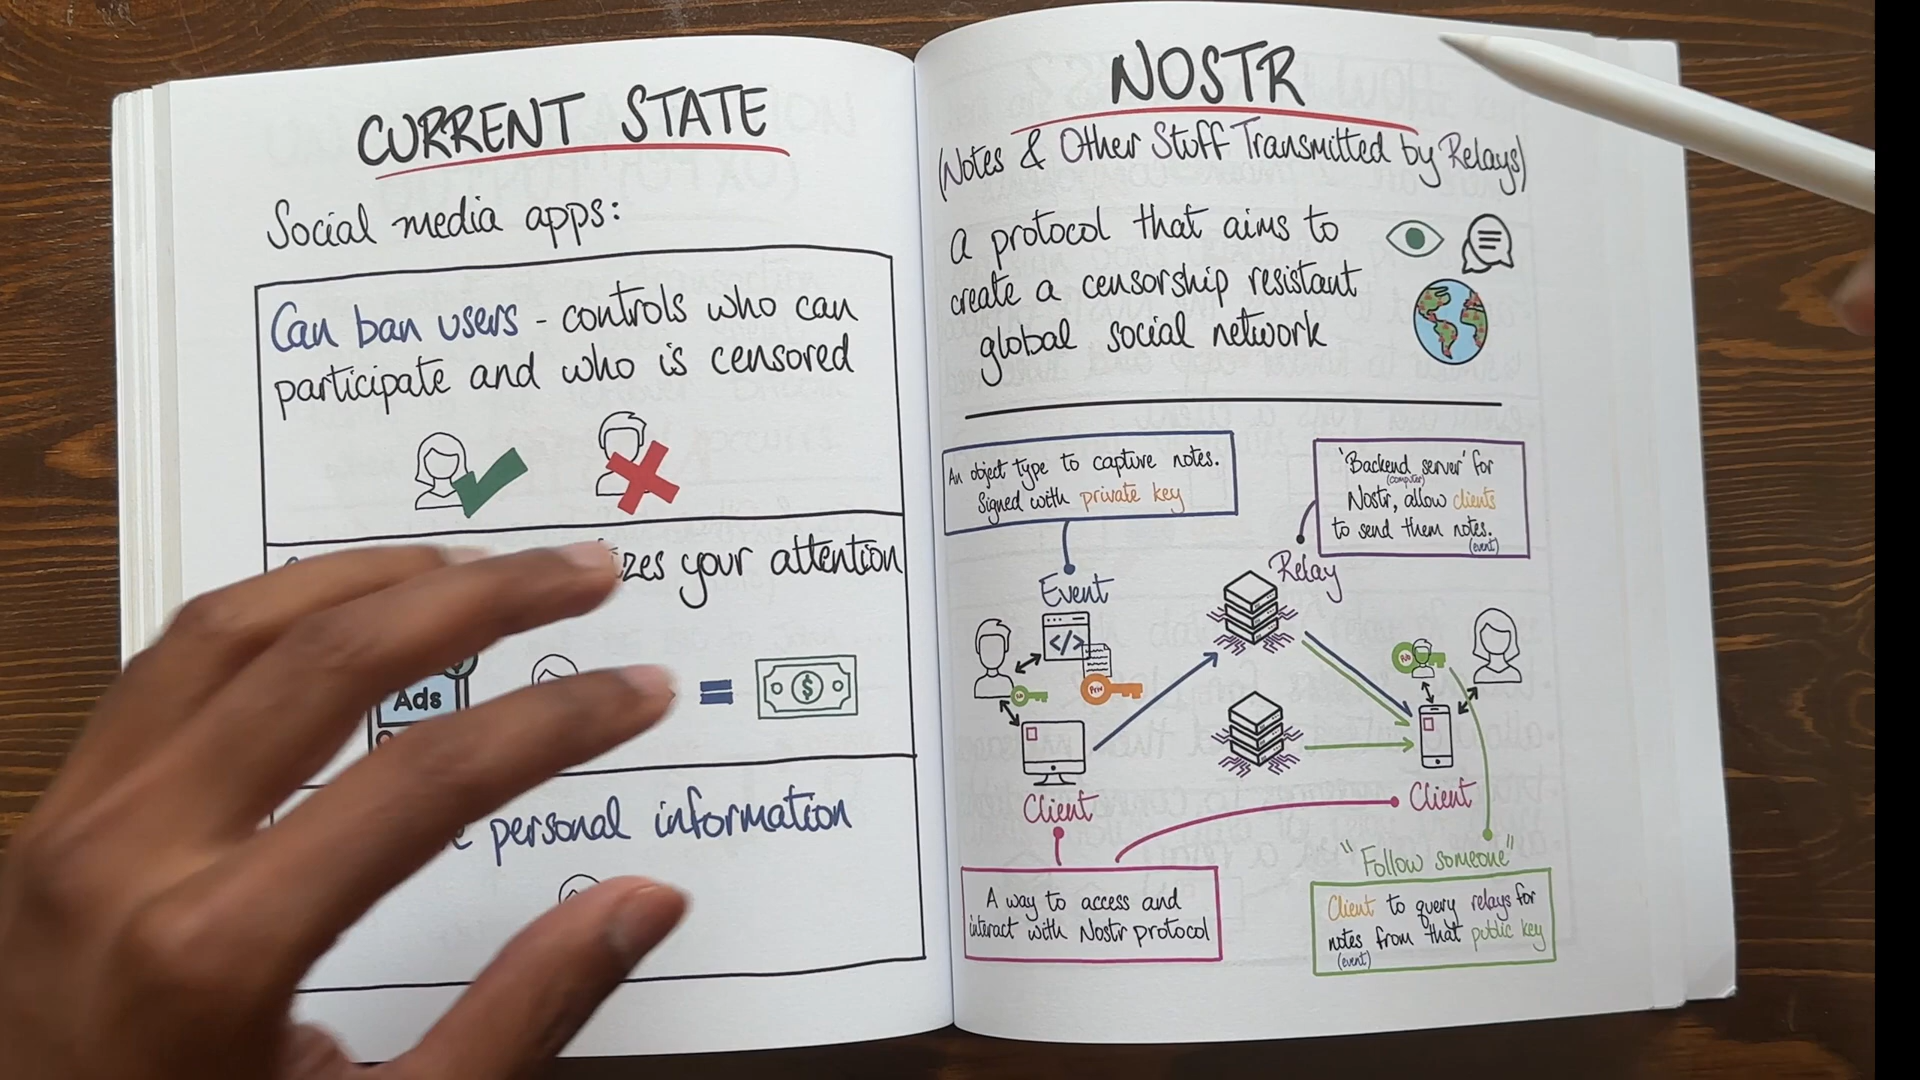 CURRENT STATE
Social media apps:
Can ban users - controls who can
participate and who is censored
your attention
Ads
=
$
personal information
NOSTR
(Notes & Other Stuff Transmitted by Relays)
a protocol that aims to
create a censorship resistant
global social network
An object type to capture notes.
Signed with private key
'Backend server' for
(computer)
Nostr, allow clients
to send them notes.
(event)
Event
Relay
</>
Pub
Priv
Client
Client
A way to access and
interact with Nostr protocol
"Follow someone"
Client to query relays for
notes from that public key
(event)